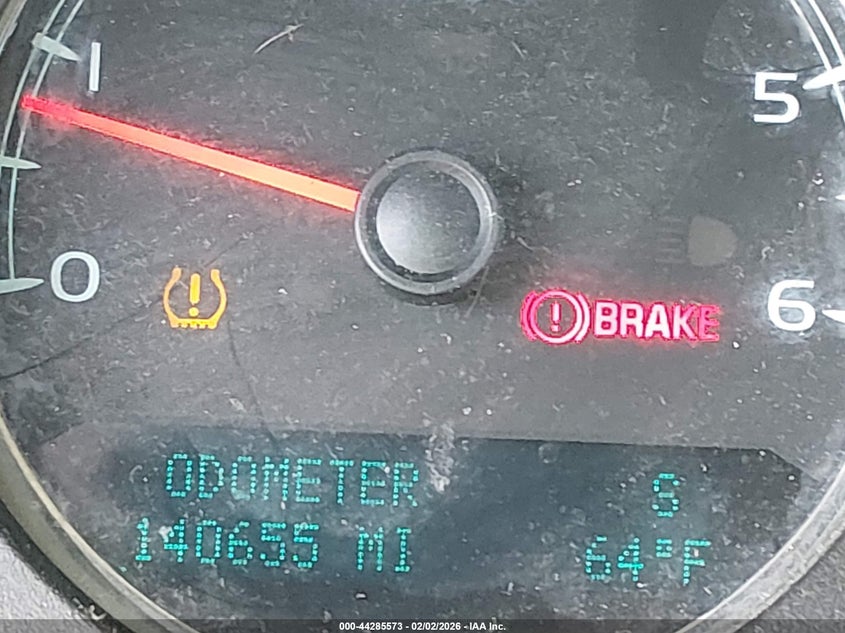 1
5
0
6
BRAKE
ODOMETER S
140655 MI 64°F
000-44285573 - 02/02/2026 - IAA Inc.